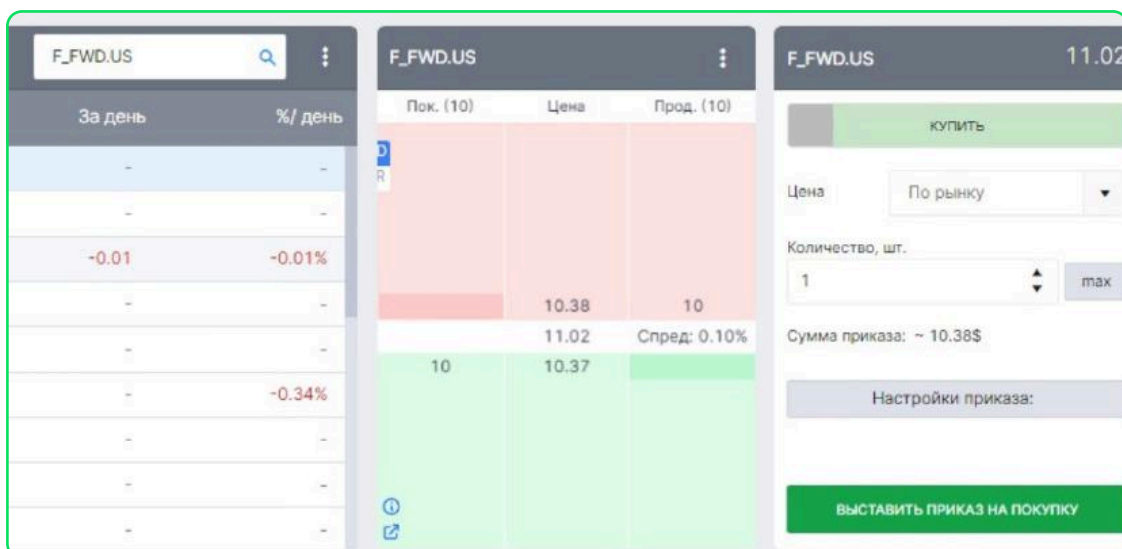 F_FWD.US
За день %/ день
- -
- -
-0.01 -0.01%
- -
- -
- -0.34%
- -
- -
- -
F_FWD.US
Пок. (10) Цена Прод. (10)
D
R
10.38 10
11.02 Спред: 0.10%
10 10.37
F_FWD.US 11.02
КУПИТЬ
Цена По рынку
Количество, шт.
1 max
Сумма приказа: ~ 10.38$
Настройки приказа:
ВЫСТАВИТЬ ПРИКАЗ НА ПОКУПКУ